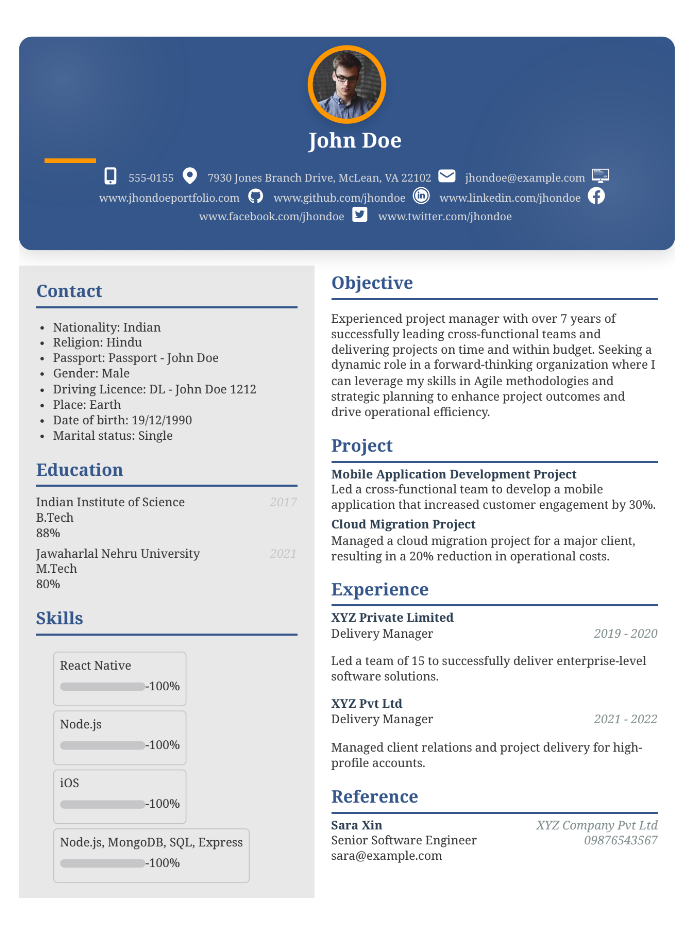 John Doe
555-0155 7930 Jones Branch Drive, McLean, VA 22102 jhondoe@example.com
www.jhondoeportfolio.com www.github.com/jhondoe www.linkedin.com/jhondoe
www.facebook.com/jhondoe www.twitter.com/jhondoe
Contact
Nationality: Indian
Religion: Hindu
Passport: Passport - John Doe
Gender: Male
Driving Licence: DL - John Doe 1212
Place: Earth
Date of birth: 19/12/1990
Marital status: Single
Education
Indian Institute of Science 2017
B.Tech
88%
Jawaharlal Nehru University 2021
M.Tech
80%
Skills
React Native
-100%
Node.js
-100%
iOS
-100%
Node.js, MongoDB, SQL, Express
-100%
Objective
Experienced project manager with over 7 years of
successfully leading cross-functional teams and
delivering projects on time and within budget. Seeking a
dynamic role in a forward-thinking organization where I
can leverage my skills in Agile methodologies and
strategic planning to enhance project outcomes and
drive operational efficiency.
Project
Mobile Application Development Project
Led a cross-functional team to develop a mobile
application that increased customer engagement by 30%.
Cloud Migration Project
Managed a cloud migration project for a major client,
resulting in a 20% reduction in operational costs.
Experience
XYZ Private Limited
Delivery Manager 2019 - 2020
Led a team of 15 to successfully deliver enterprise-level
software solutions.
XYZ Pvt Ltd
Delivery Manager 2021 - 2022
Managed client relations and project delivery for high-
profile accounts.
Reference
Sara Xin XYZ Company Pvt Ltd
Senior Software Engineer 09876543567
sara@example.com